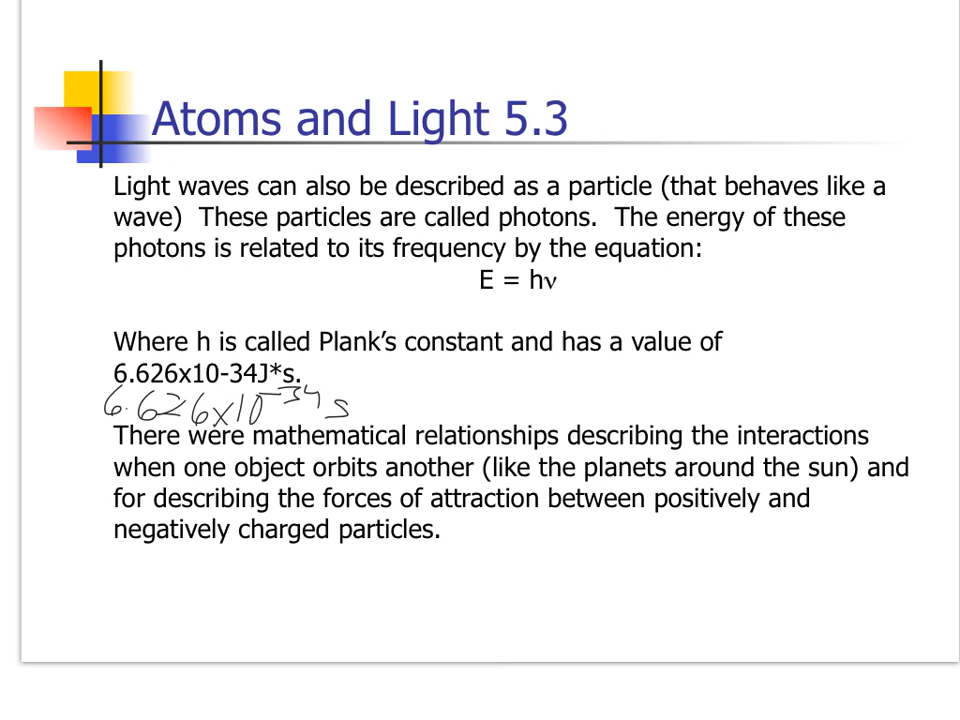 Atoms and Light 5.3
Light waves can also be described as a particle (that behaves like a
wave)  These particles are called photons.  The energy of these
photons is related to its frequency by the equation:
E = hν
Where h is called Plank’s constant and has a value of
6.626x10-34J*s.
6.626x10⁻³⁴ s
There were mathematical relationships describing the interactions
when one object orbits another (like the planets around the sun) and
for describing the forces of attraction between positively and
negatively charged particles.